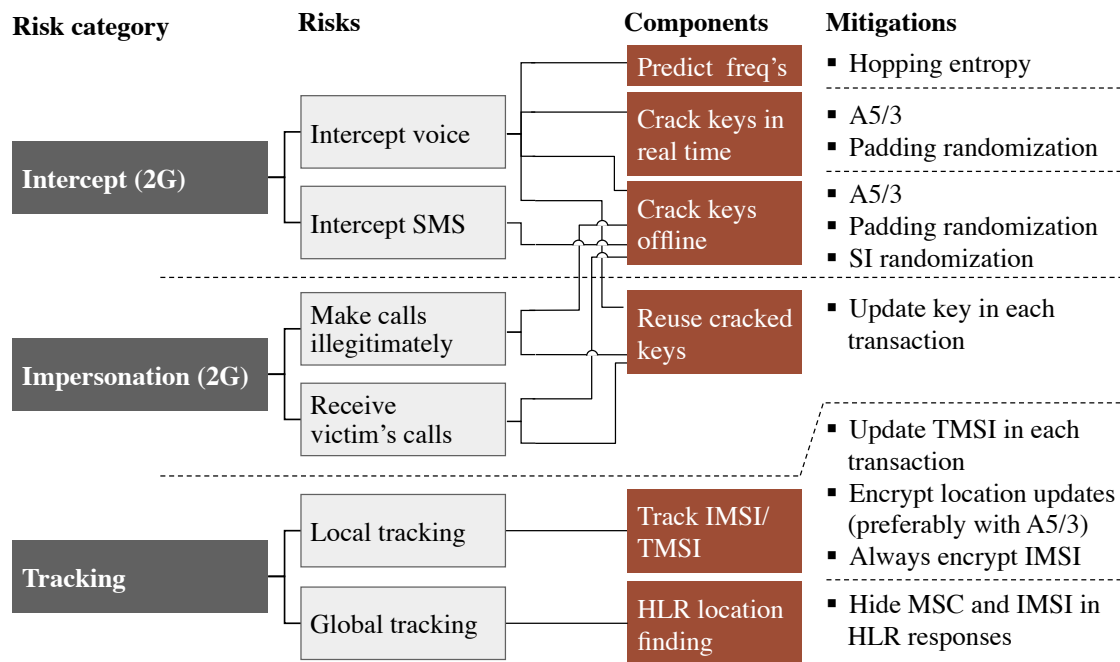 Risk category
Risks
Components
Mitigations
Intercept (2G)
Intercept voice
Intercept SMS
Predict freq's
Crack keys in
real time
Crack keys
offline
▪ Hopping entropy
▪ A5/3
▪ Padding randomization
▪ A5/3
▪ Padding randomization
▪ SI randomization
Impersonation (2G)
Make calls
illegitimately
Receive
victim's calls
Reuse cracked
keys
▪ Update key in each
transaction
Tracking
Local tracking
Global tracking
Track IMSI/
TMSI
HLR location
finding
▪ Update TMSI in each
transaction
▪ Encrypt location updates
(preferably with A5/3)
▪ Always encrypt IMSI
▪ Hide MSC and IMSI in
HLR responses